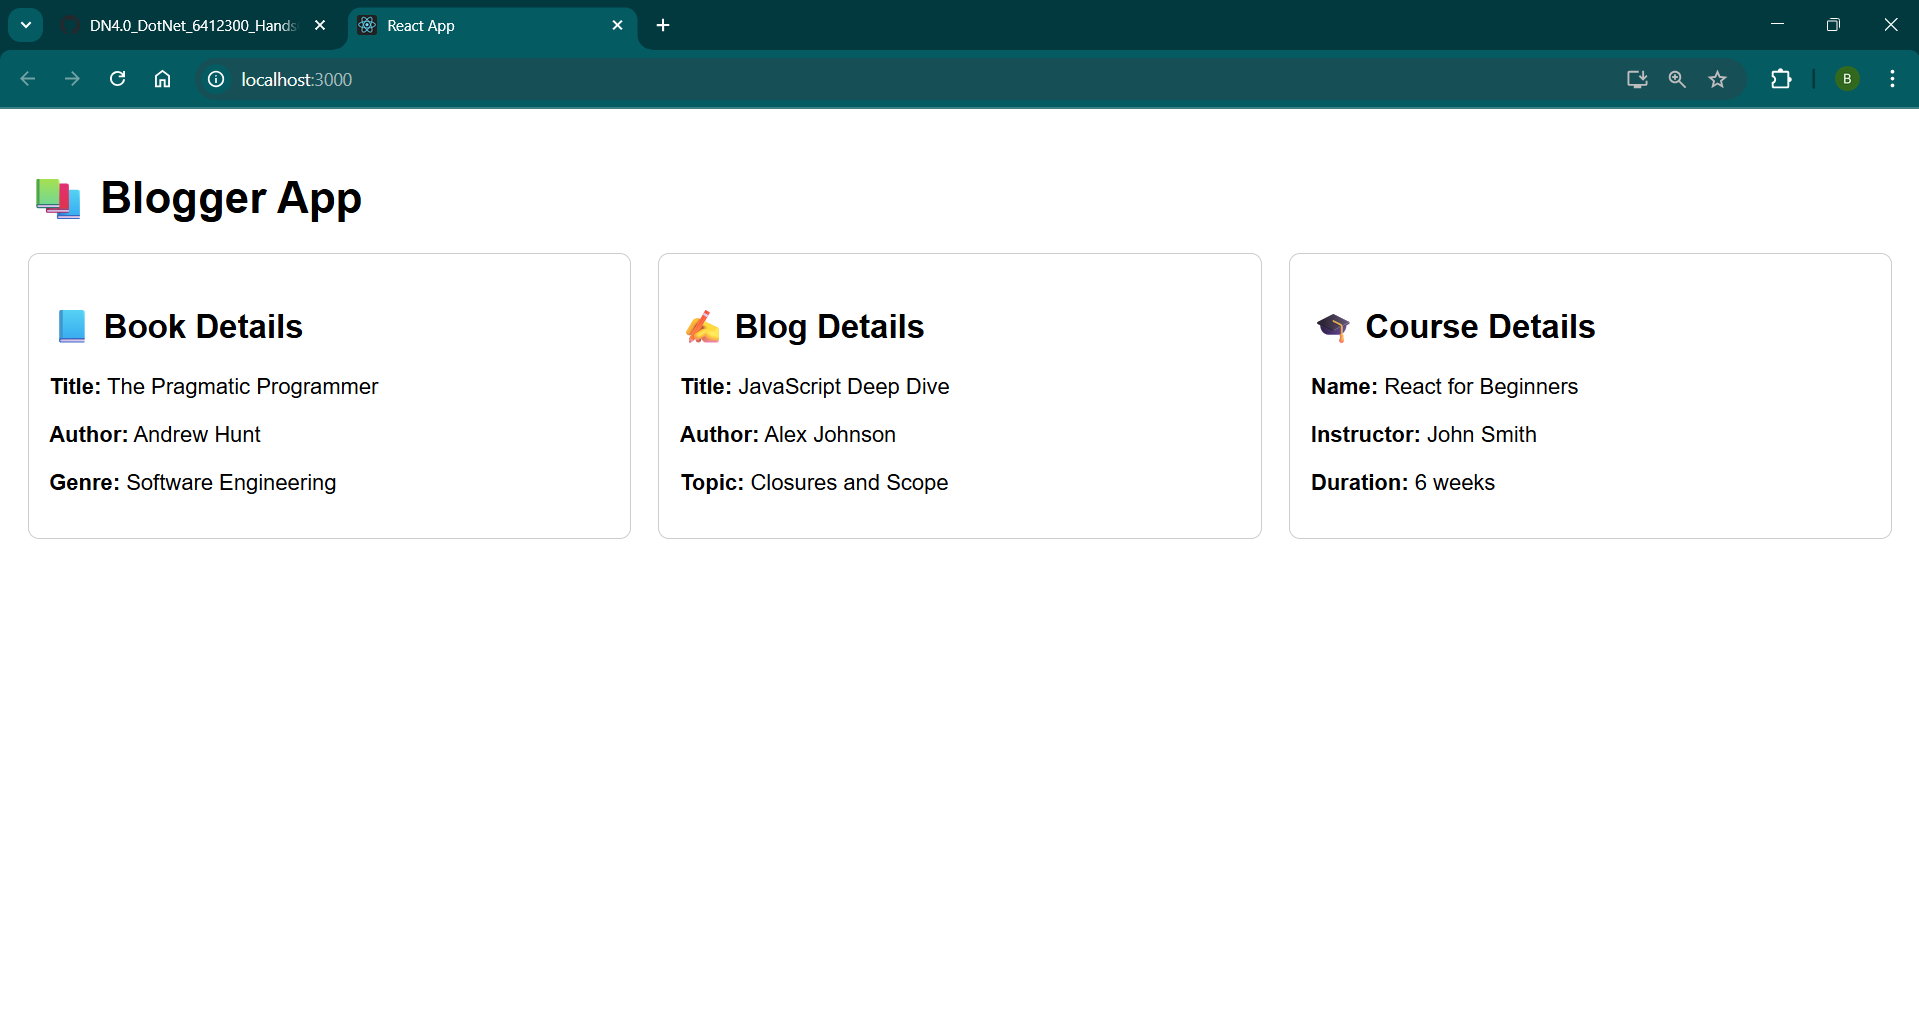 DN4.0_DotNet_6412300_Hands
React App
localhost:3000
B
Blogger App
Book Details
Title: The Pragmatic Programmer
Author: Andrew Hunt
Genre: Software Engineering
Blog Details
Title: JavaScript Deep Dive
Author: Alex Johnson
Topic: Closures and Scope
Course Details
Name: React for Beginners
Instructor: John Smith
Duration: 6 weeks